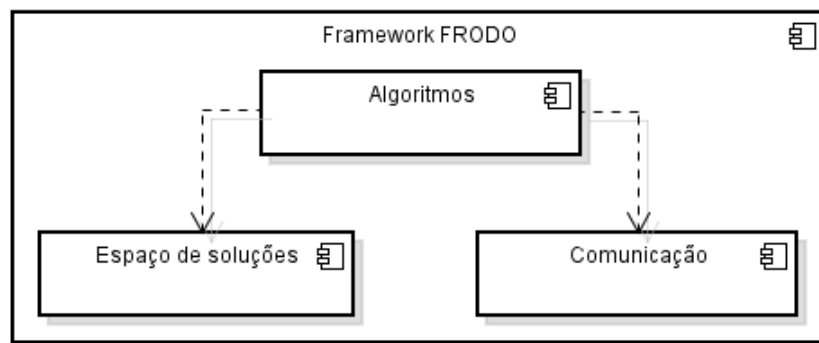 Framework FRODO
Algoritmos
Espaço de soluções
Comunicação